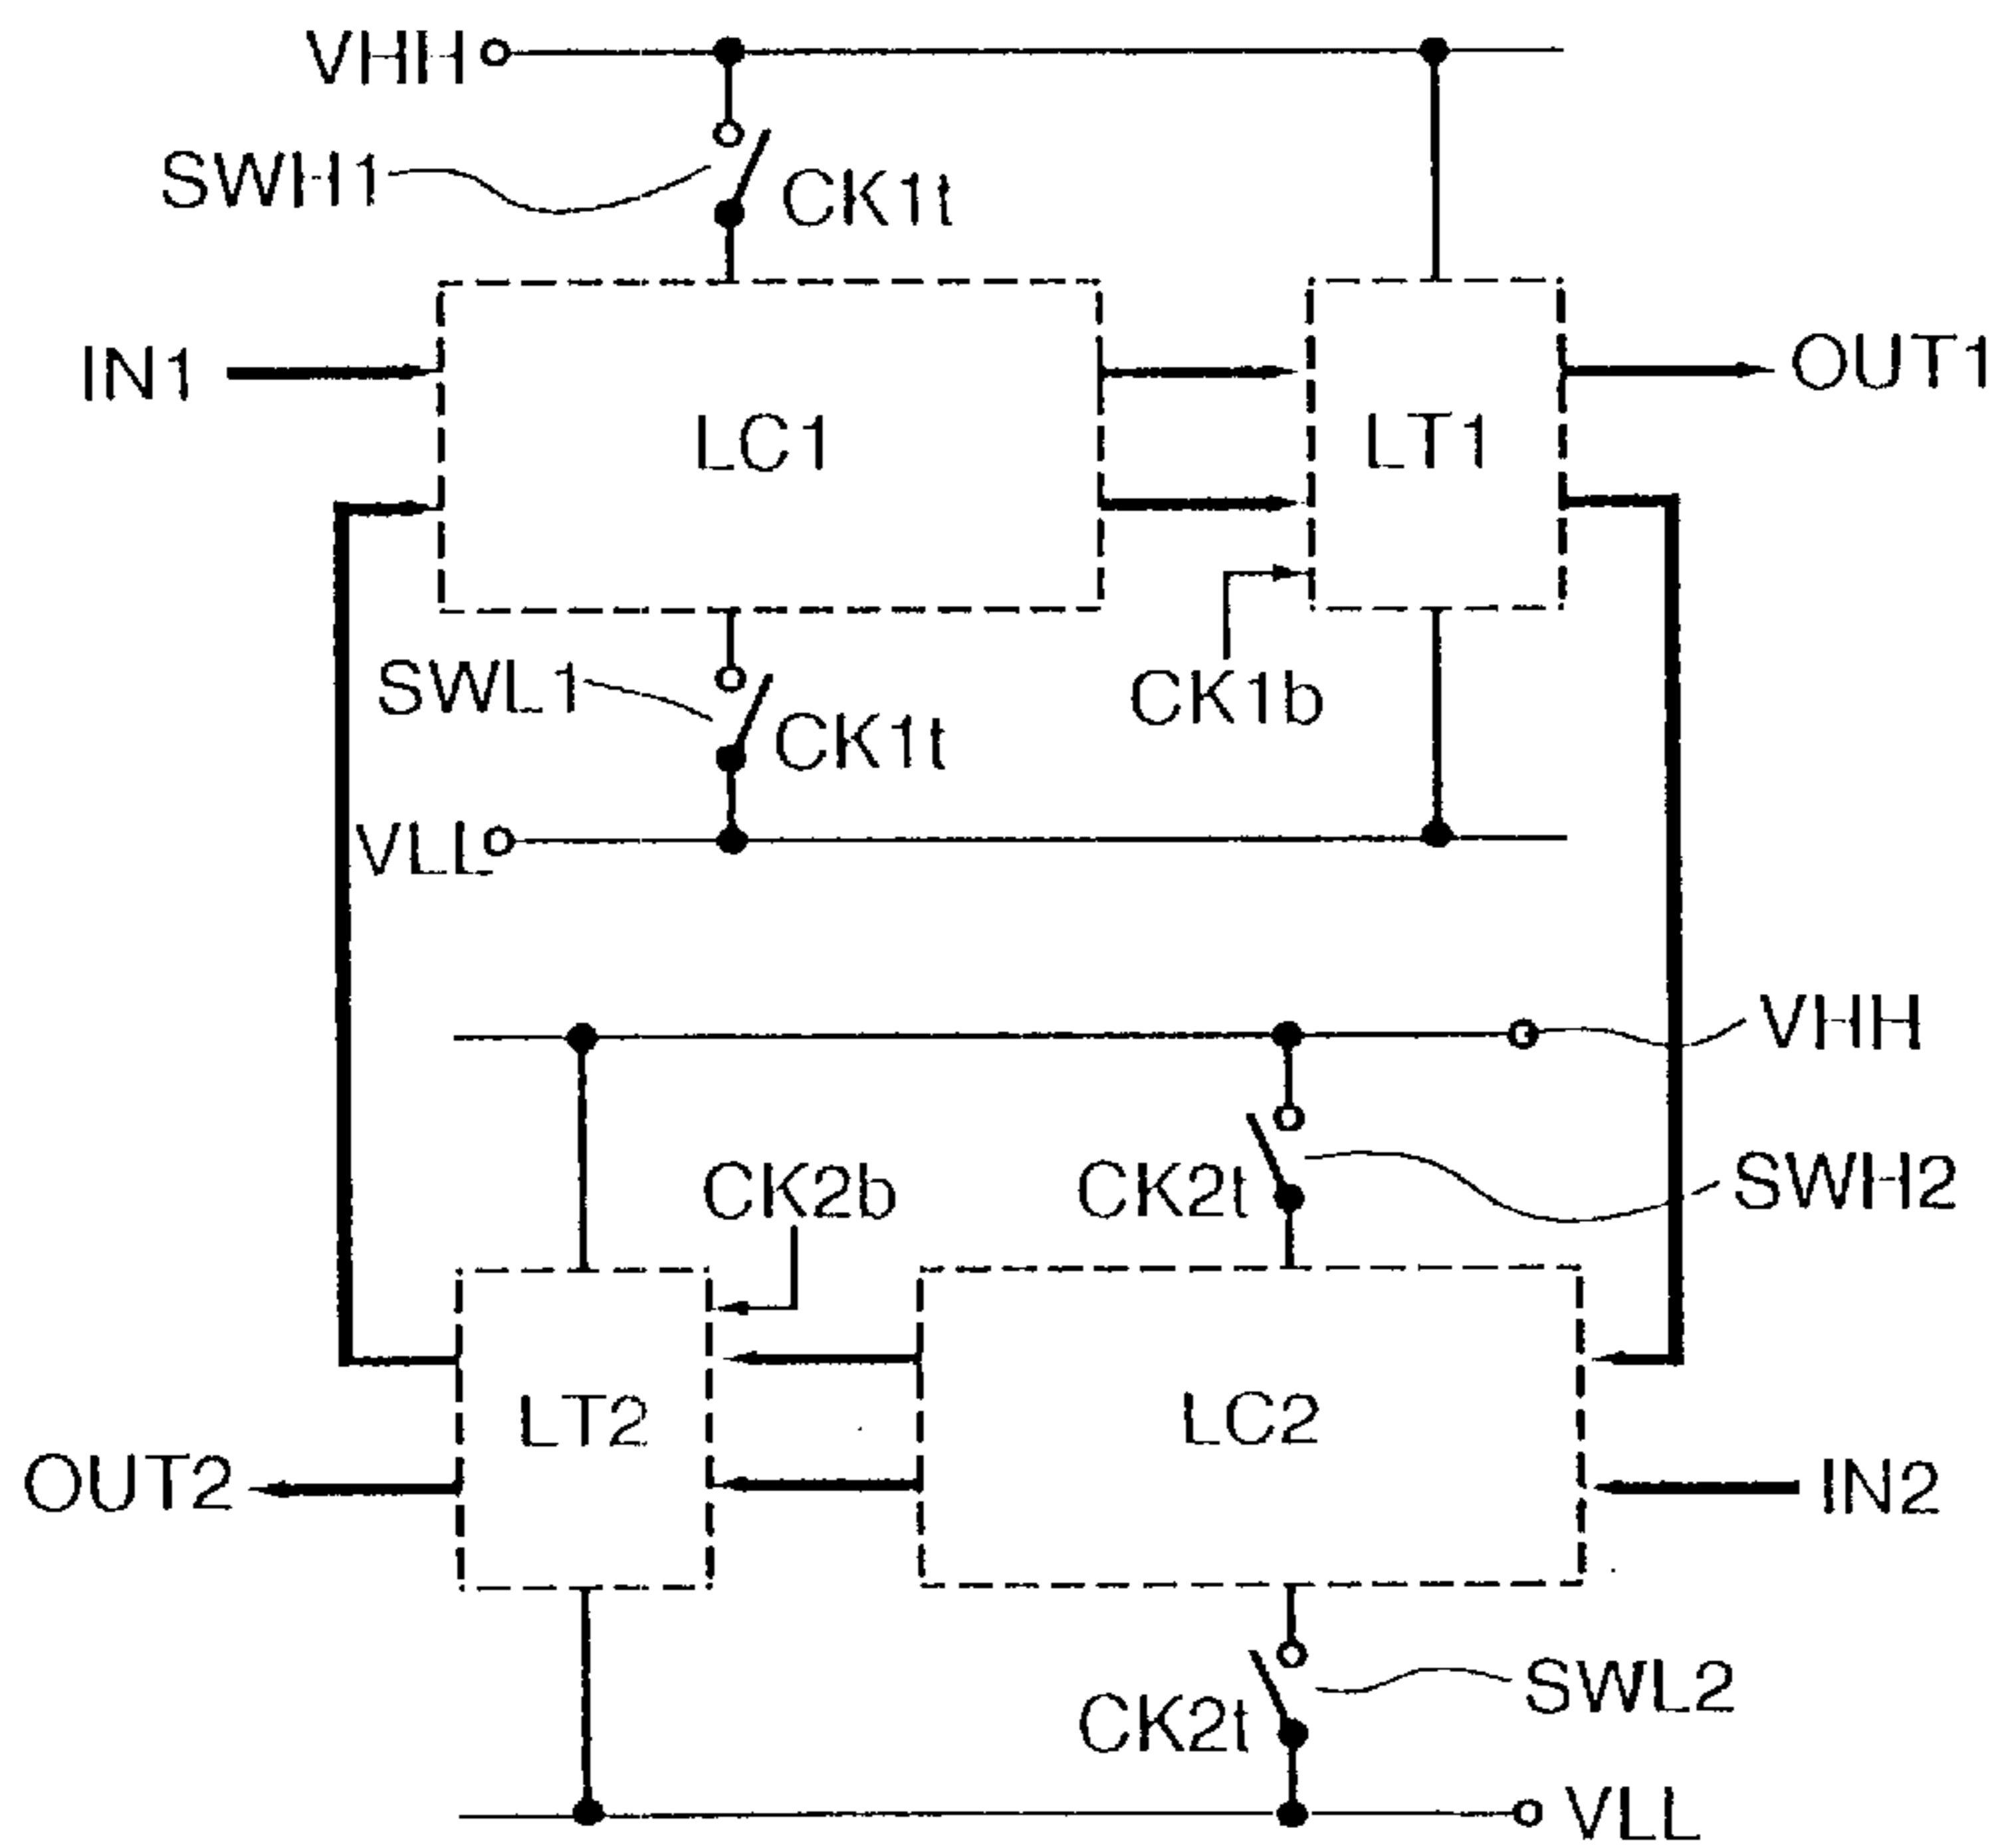 VHH
SWH1
CK1t
IN1
LC1
LT1
OUT1
SWL1
CK1t
CK1b
VLL
VHH
CK2b
CK2t
SWH2
LT2
LC2
OUT2
IN2
CK2t
SWL2
VLL